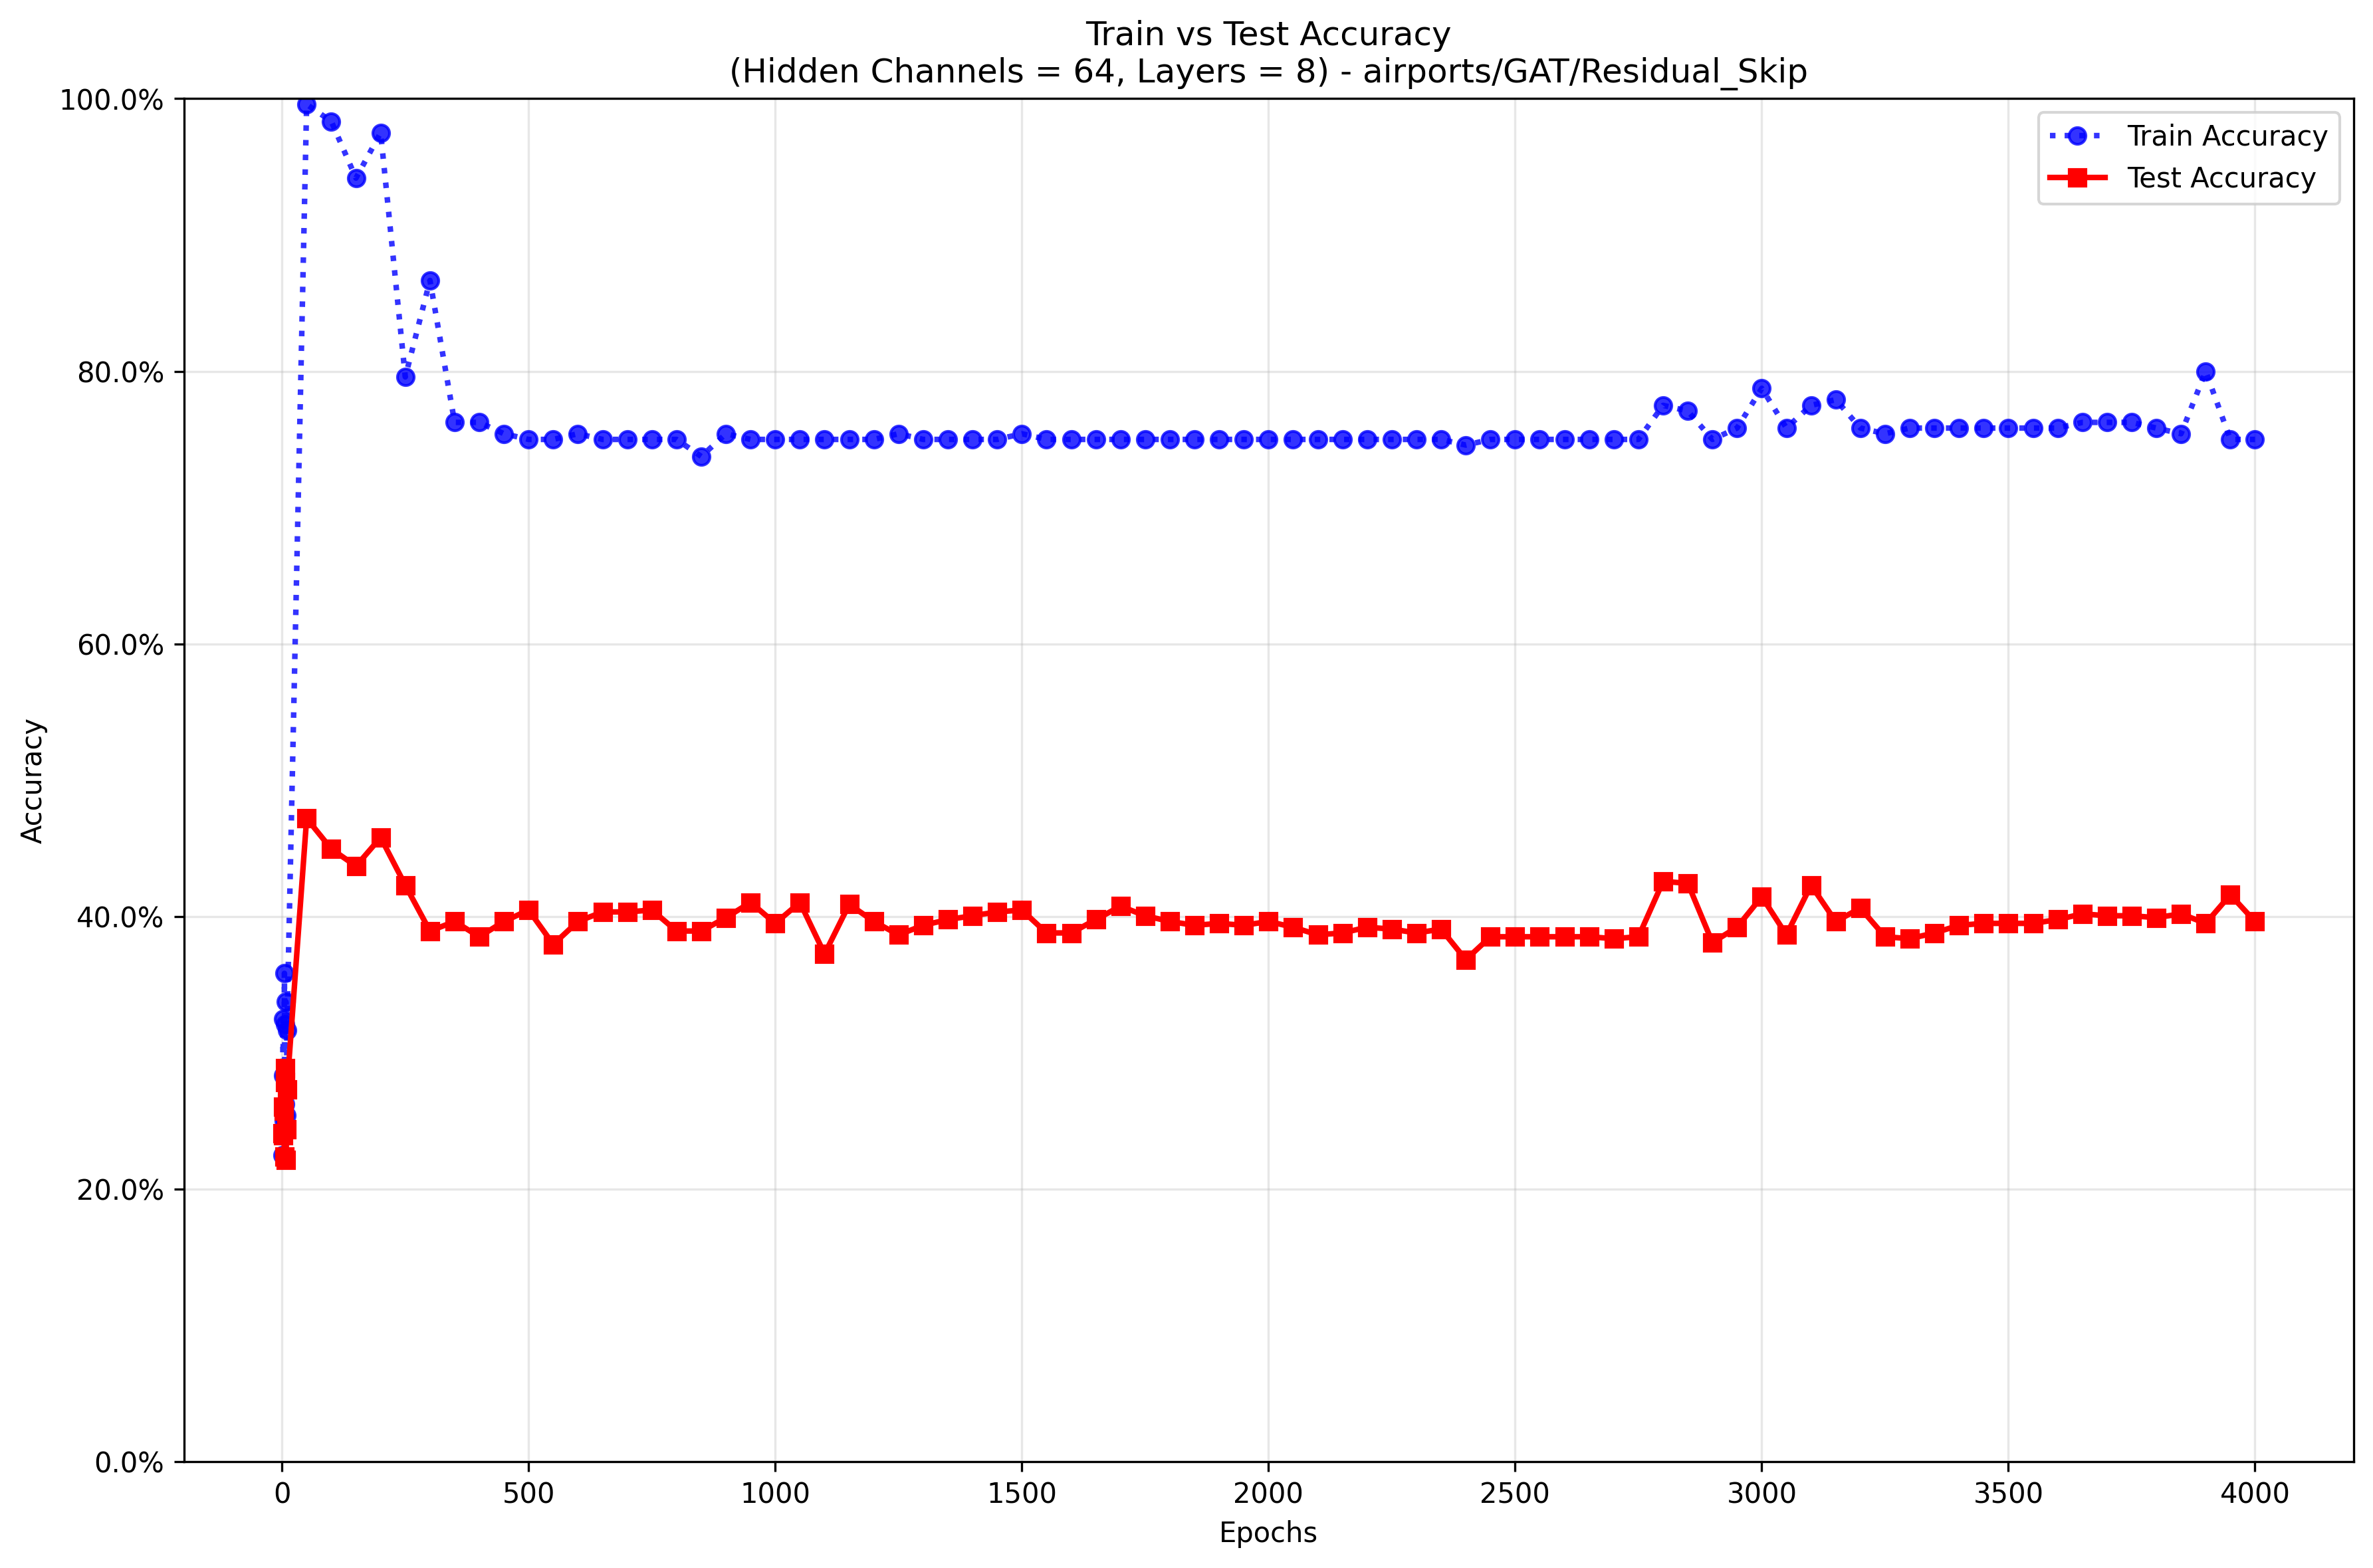 Train vs Test Accuracy
(Hidden Channels = 64, Layers = 8) - airports/GAT/Residual_Skip
100.0%
80.0%
60.0%
40.0%
20.0%
0.0%
Accuracy
Train Accuracy
Test Accuracy
0 500 1000 1500 2000 2500 3000 3500 4000
Epochs